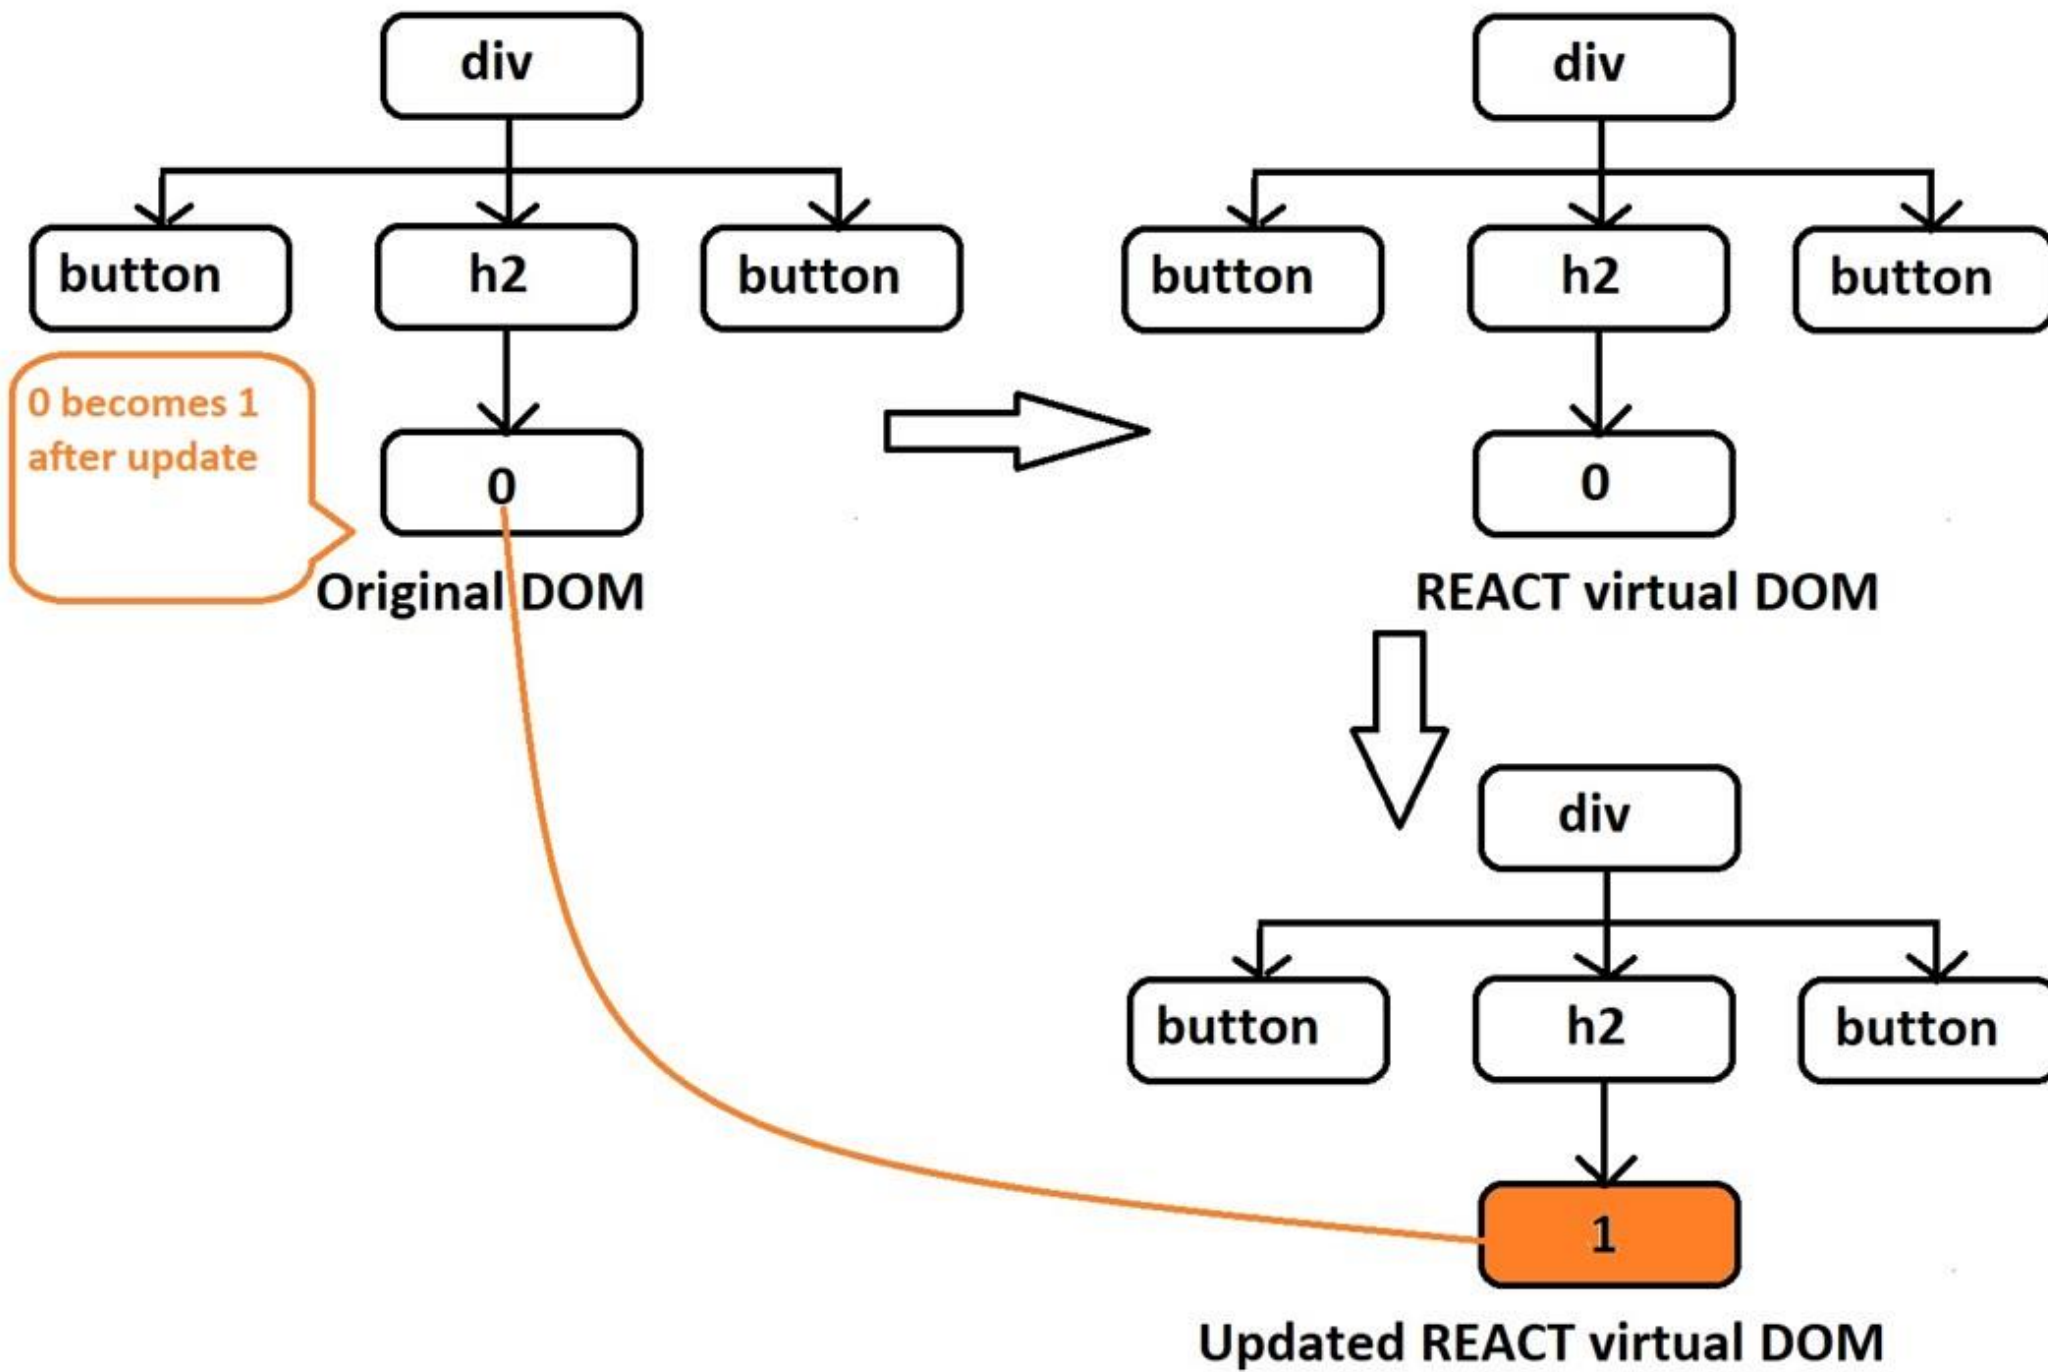 div
button
h2
button
0 becomes 1
after update
0
Original DOM
div
button
h2
button
0
REACT virtual DOM
div
button
h2
button
1
Updated REACT virtual DOM